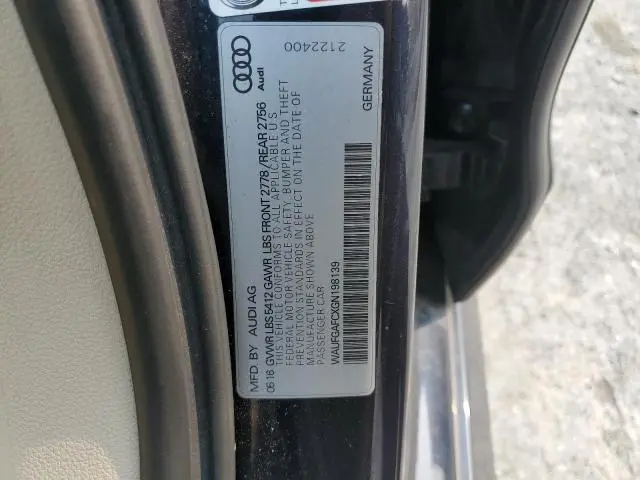 MFD. BY AUDI AG
06 16 GVWR LBS 5412 GAWR LBS FRONT 2778 / REAR 2756
THIS VEHICLE CONFORMS TO ALL APPLICABLE U S
FEDERAL MOTOR VEHICLE SAFETY. BUMPER AND THEFT
PREVENTION STANDARDS IN EFFECT ON THE DATE OF
MANUFACTURE SHOWN ABOVE
PASSENGER CAR
WAUFGAFCXGN198139
Audi
2122400
GERMANY